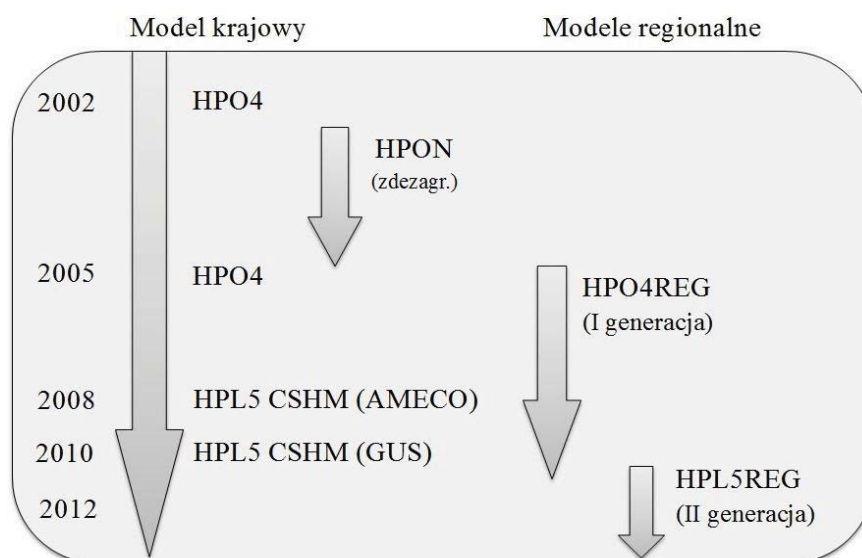 Model krajowy Modele regionalne
2002 HPO4
HPON
(zdezagr.)
2005 HPO4
HPO4REG
(I generacja)
2008 HPL5 CSHM (AMECO)
2010 HPL5 CSHM (GUS)
HPL5REG
2012 (II generacja)